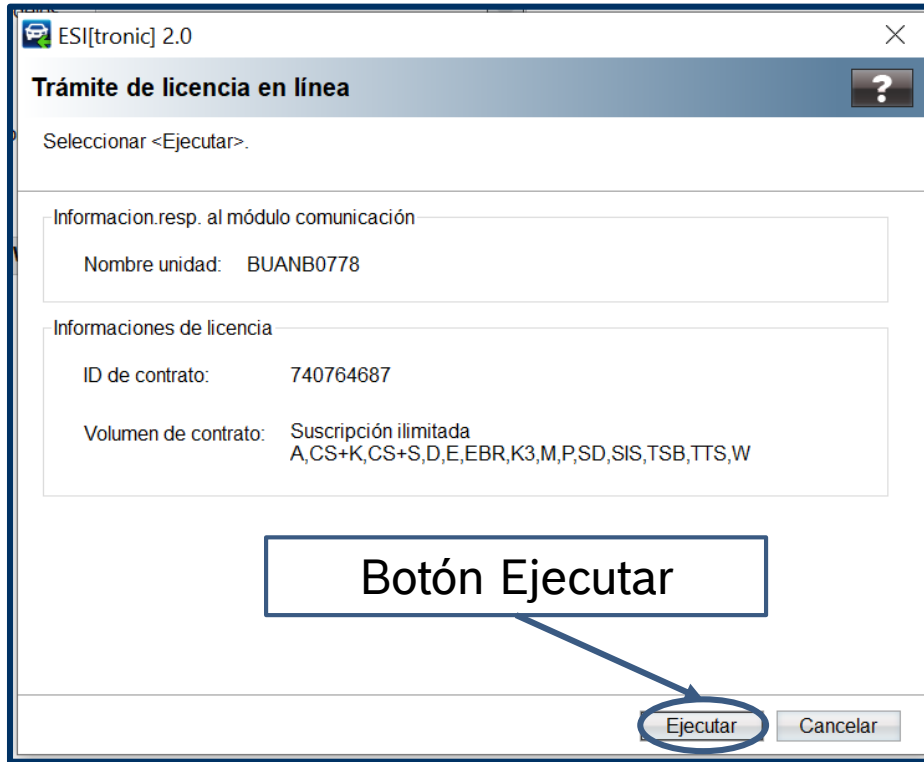 ESI[tronic] 2.0
Trámite de licencia en línea
?
Seleccionar <Ejecutar>.
Informacion.resp. al módulo comunicación
Nombre unidad: BUANB0778
Informaciones de licencia
ID de contrato: 740764687
Volumen de contrato: Suscripción ilimitada
A,CS+K,CS+S,D,E,EBR,K3,M,P,SD,SIS,TSB,TTS,W
Botón Ejecutar
Ejecutar Cancelar